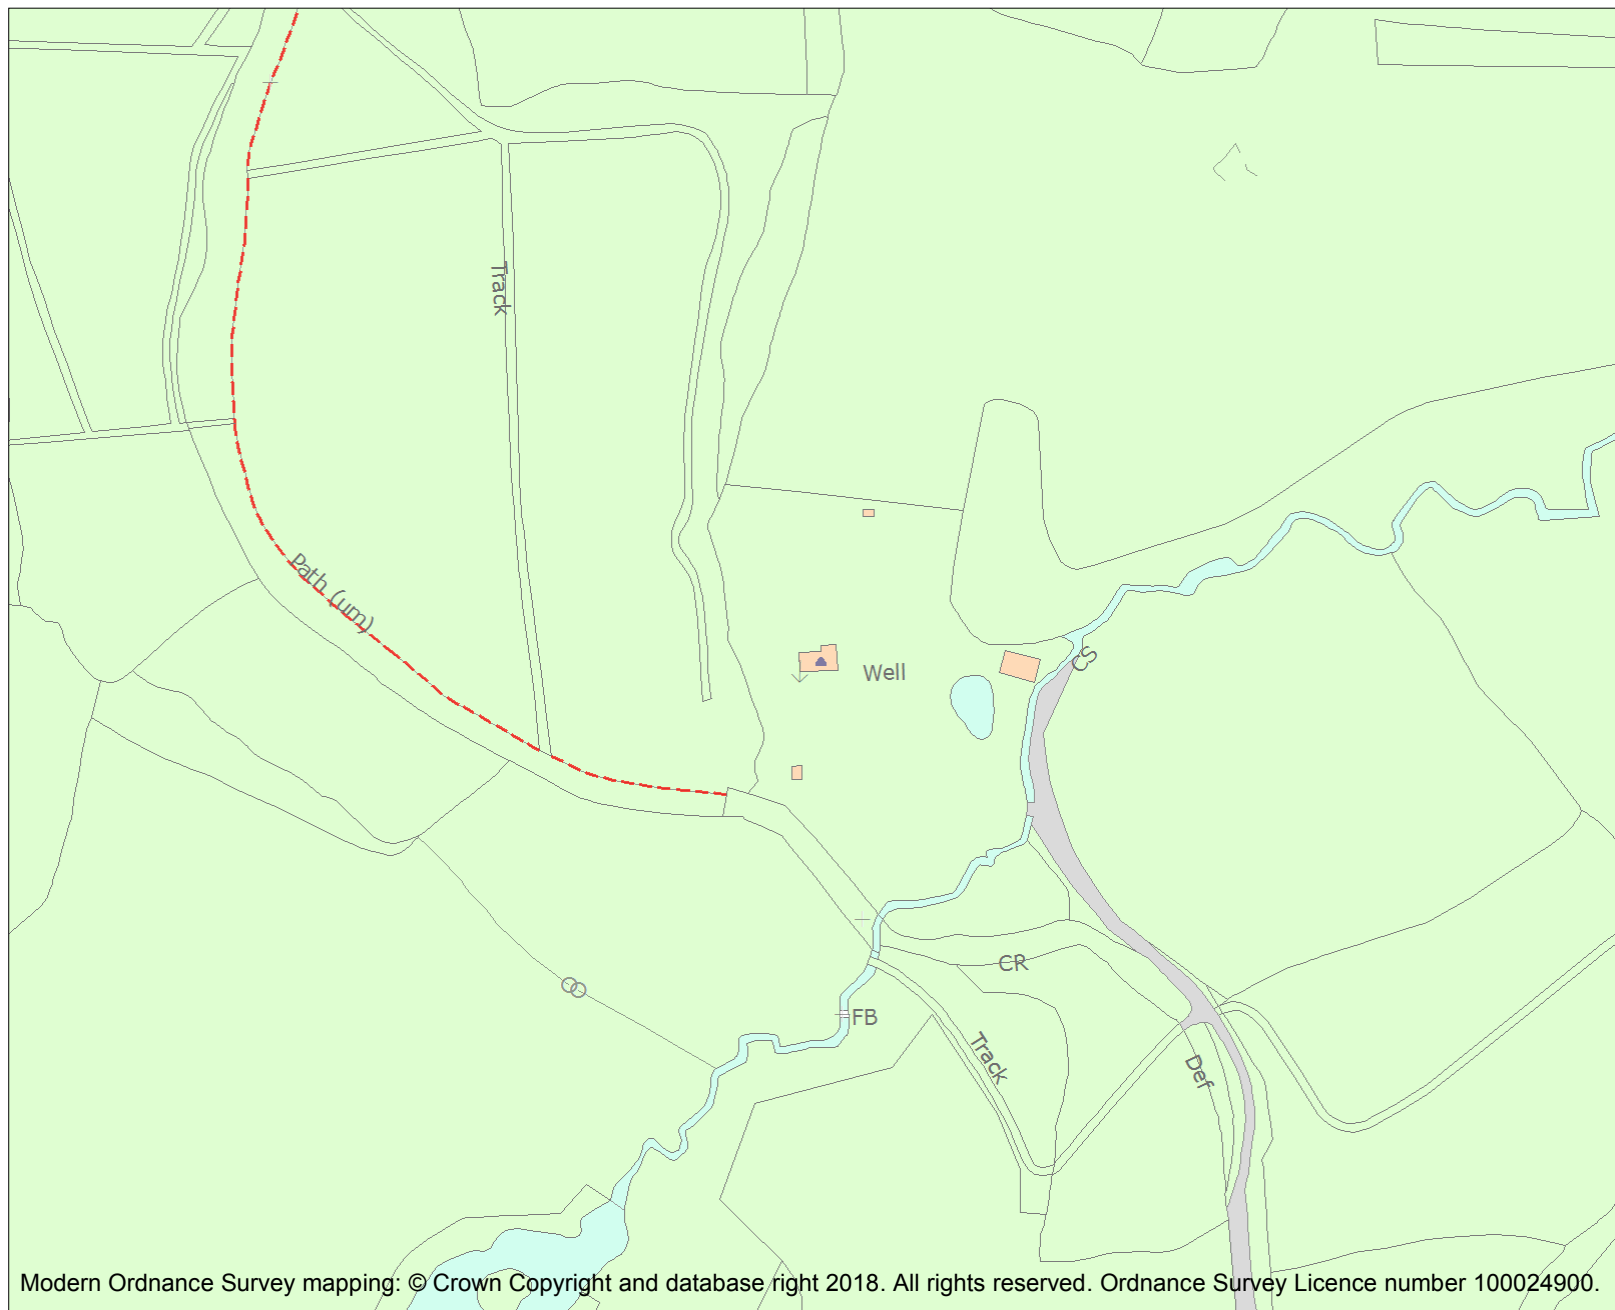 Track
Path (um)
Well
CS
CR
FB
Track
Def
Modern Ordnance Survey mapping: © Crown Copyright and database right 2018. All rights reserved. Ordnance Survey Licence number 100024900.